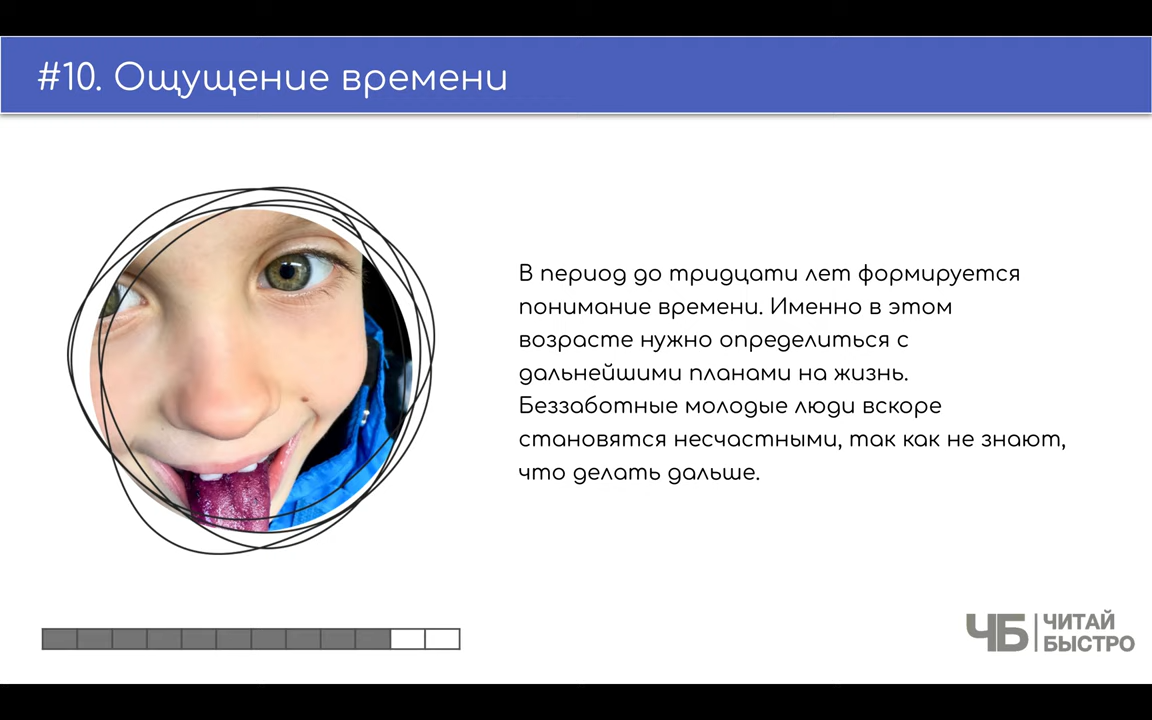 #10. Ощущение времени
В период до тридцати лет формируется
понимание времени. Именно в этом
возрасте нужно определиться с
дальнейшими планами на жизнь.
Беззаботные молодые люди вскоре
становятся несчастными, так как не знают,
что делать дальше.
ЧБ ЧИТАЙ
БЫСТРО